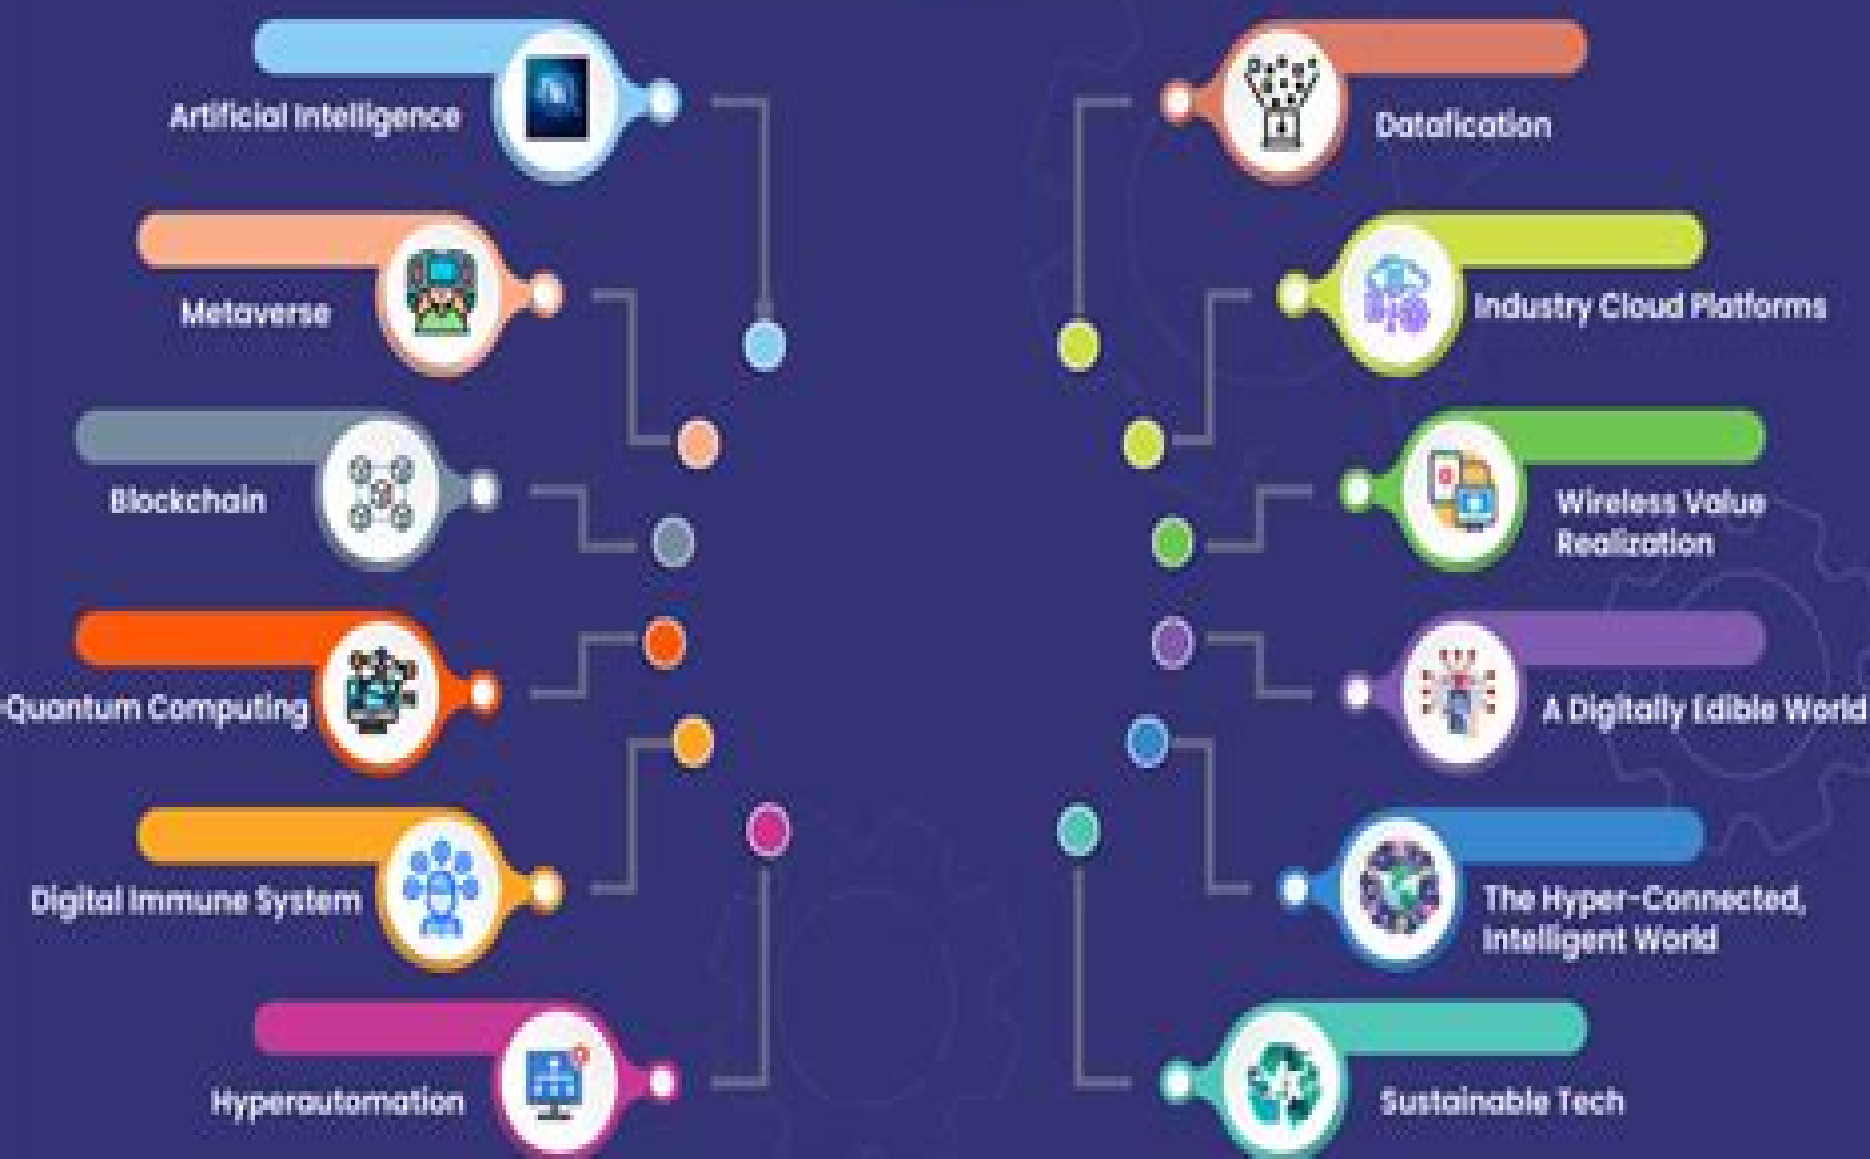 Artificial Intelligence
Metaverse
Blockchain
-Quantum Computing
Digital Immune System
Hyperautomation
Datafication
Industry Cloud Platforms
Wireless Value
Realization
A Digitally Edible World
The Hyper-Connected,
Intelligent World
Sustainable Tech